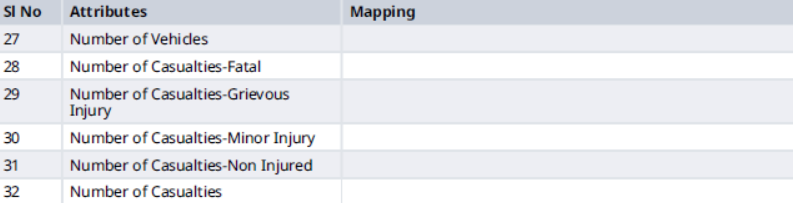 Sl No Attributes Mapping
27 Number of Vehicles
28 Number of Casualties-Fatal
29 Number of Casualties-Grievous
Injury
30 Number of Casualties-Minor Injury
31 Number of Casualties-Non Injured
32 Number of Casualties